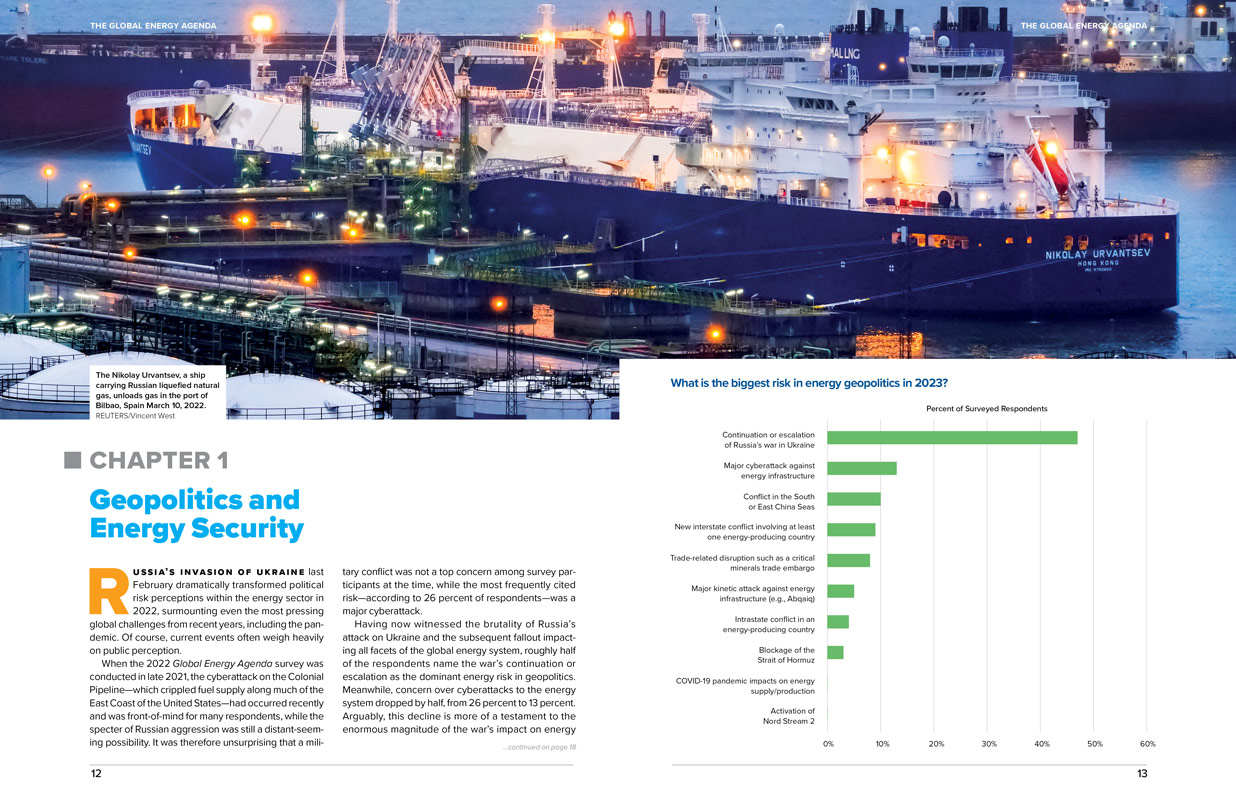 THE GLOBAL ENERGY AGENDA
THE GLOBAL ENERGY AGENDA
MAL LNG
NIKOLAY URVANTSEV
HONG KONG
The Nikolay Urvantsev, a ship
carrying Russian liquefied natural
gas, unloads gas in the port of
Bilbao, Spain March 10, 2022.
REUTERS/Vincent West
CHAPTER 1
Geopolitics and
Energy Security
RUSSIA'S INVASION OF UKRAINE last
February dramatically transformed political
risk perceptions within the energy sector in
2022, surmounting even the most pressing
global challenges from recent years, including the pan-
demic. Of course, current events often weigh heavily
on public perception.
When the 2022 Global Energy Agenda survey was
conducted in late 2021, the cyberattack on the Colonial
Pipeline—which crippled fuel supply along much of the
East Coast of the United States—had occurred recently
and was front-of-mind for many respondents, while the
specter of Russian aggression was still a distant-seem-
ing possibility. It was therefore unsurprising that a mili-
tary conflict was not a top concern among survey par-
ticipants at the time, while the most frequently cited
risk—according to 26 percent of respondents—was a
major cyberattack.
Having now witnessed the brutality of Russia's
attack on Ukraine and the subsequent fallout impact-
ing all facets of the global energy system, roughly half
of the respondents name the war's continuation or
escalation as the dominant energy risk in geopolitics.
Meanwhile, concern over cyberattacks to the energy
system dropped by half, from 26 percent to 13 percent.
Arguably, this decline is more of a testament to the
enormous magnitude of the war's impact on energy
...continued on page 18
12
What is the biggest risk in energy geopolitics in 2023?
Percent of Surveyed Respondents
Continuation or escalation
of Russia's war in Ukraine
Major cyberattack against
energy infrastructure
Conflict in the South
or East China Seas
New interstate conflict involving at least
one energy-producing country
Trade-related disruption such as a critical
minerals trade embargo
Major kinetic attack against energy
infrastructure (e.g., Abqaiq)
Intrastate conflict in an
energy-producing country
Blockage of the
Strait of Hormuz
COVID-19 pandemic impacts on energy
supply/production
Activation of
Nord Stream 2
0% 10% 20% 30% 40% 50% 60%
13